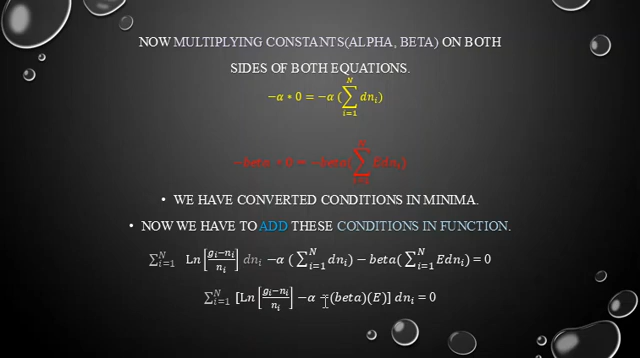 NOW MULTIPLYING CONSTANTS(ALPHA, BETA) ON BOTH
SIDES OF BOTH EQUATIONS.
−α * 0 = −α (∑_{i=1}^{N} dn_i)
−beta * 0 = −beta(∑_{i=1}^{N} Edn_i)
• WE HAVE CONVERTED CONDITIONS IN MINIMA.
• NOW WE HAVE TO ADD THESE CONDITIONS IN FUNCTION.
∑_{i=1}^{N} Ln [(g_i−n_i)/n_i] dn_i −α (∑_{i=1}^{N} dn_i) − beta(∑_{i=1}^{N} Edn_i) = 0
∑_{i=1}^{N} [Ln [(g_i−n_i)/n_i] −α −(beta)(E)] dn_i = 0